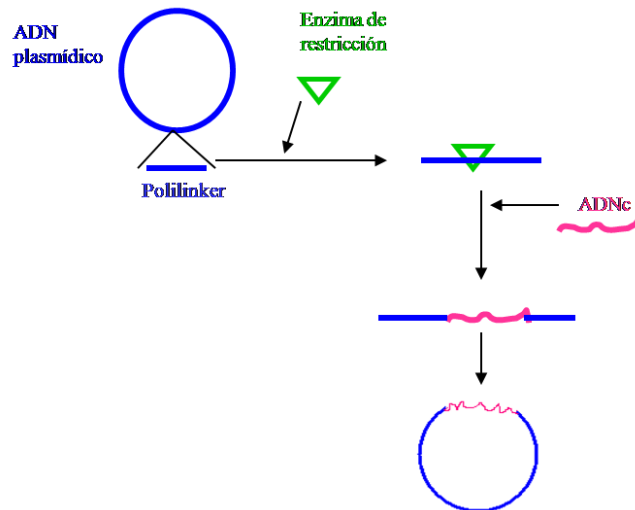 ADN
plasmídico
Enzima de
restricción
Polilinker
ADNc